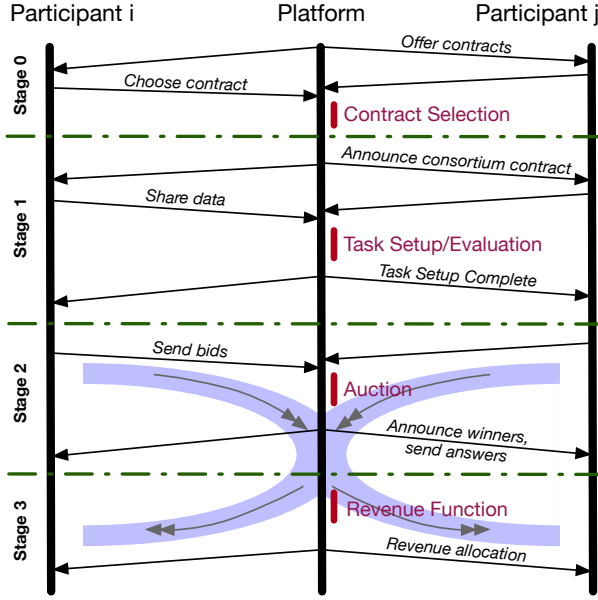 Participant i
Platform
Participant j
Stage 0
Offer contracts
Choose contract
Contract Selection
Stage 1
Announce consortium contract
Share data
Task Setup/Evaluation
Task Setup Complete
Stage 2
Send bids
Auction
Announce winners,
send answers
Stage 3
Revenue Function
Revenue allocation